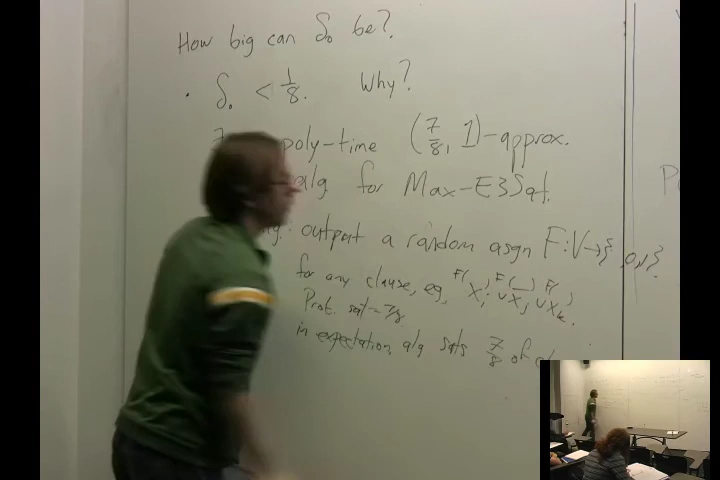 How big can δ₀ be?
• δ₀ < 1/8. Why?
poly-time (7/8, 1)-approx.
alg for Max-E3Sat.
output a random asgn F: V→{0,1}
for any clause, eg, F(Xᵢ) ∪ F(X̄ⱼ) ∪ F(Xₖ).
Prob. sat = 7/8
in expectation, alg sats 7/8 of